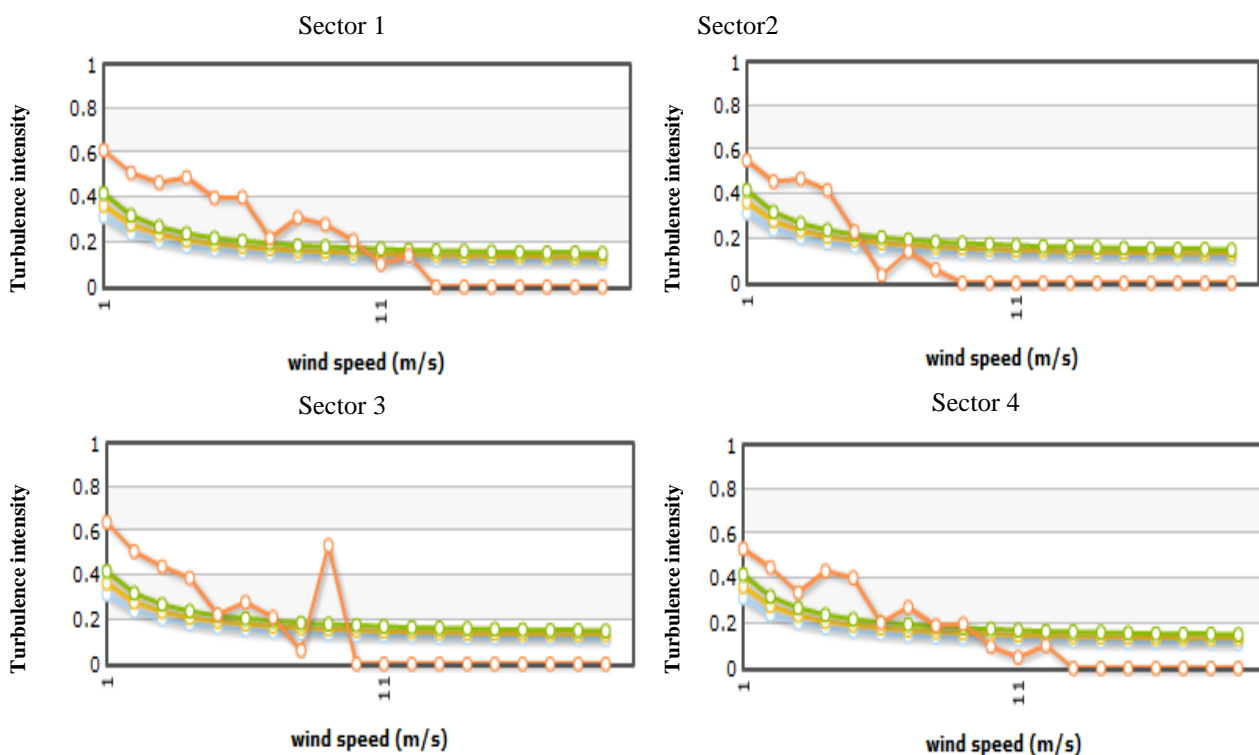 Sector 1
Turbulence intensity
1
0.8
0.6
0.4
0.2
0
1
11
wind speed (m/s)
Sector2
Turbulence intensity
1
0.8
0.6
0.4
0.2
0
1
11
wind speed (m/s)
Sector 3
Turbulence intensity
1
0.8
0.6
0.4
0.2
0
1
11
wind speed (m/s)
Sector 4
Turbulence intensity
1
0.8
0.6
0.4
0.2
0
1
11
wind speed (m/s)